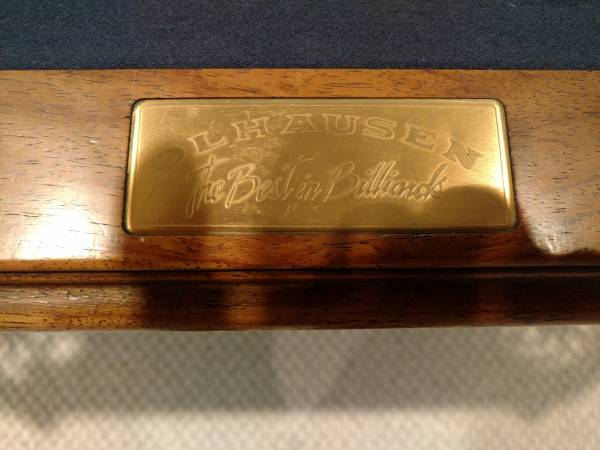 OLHAUSEN
The Best in Billiards